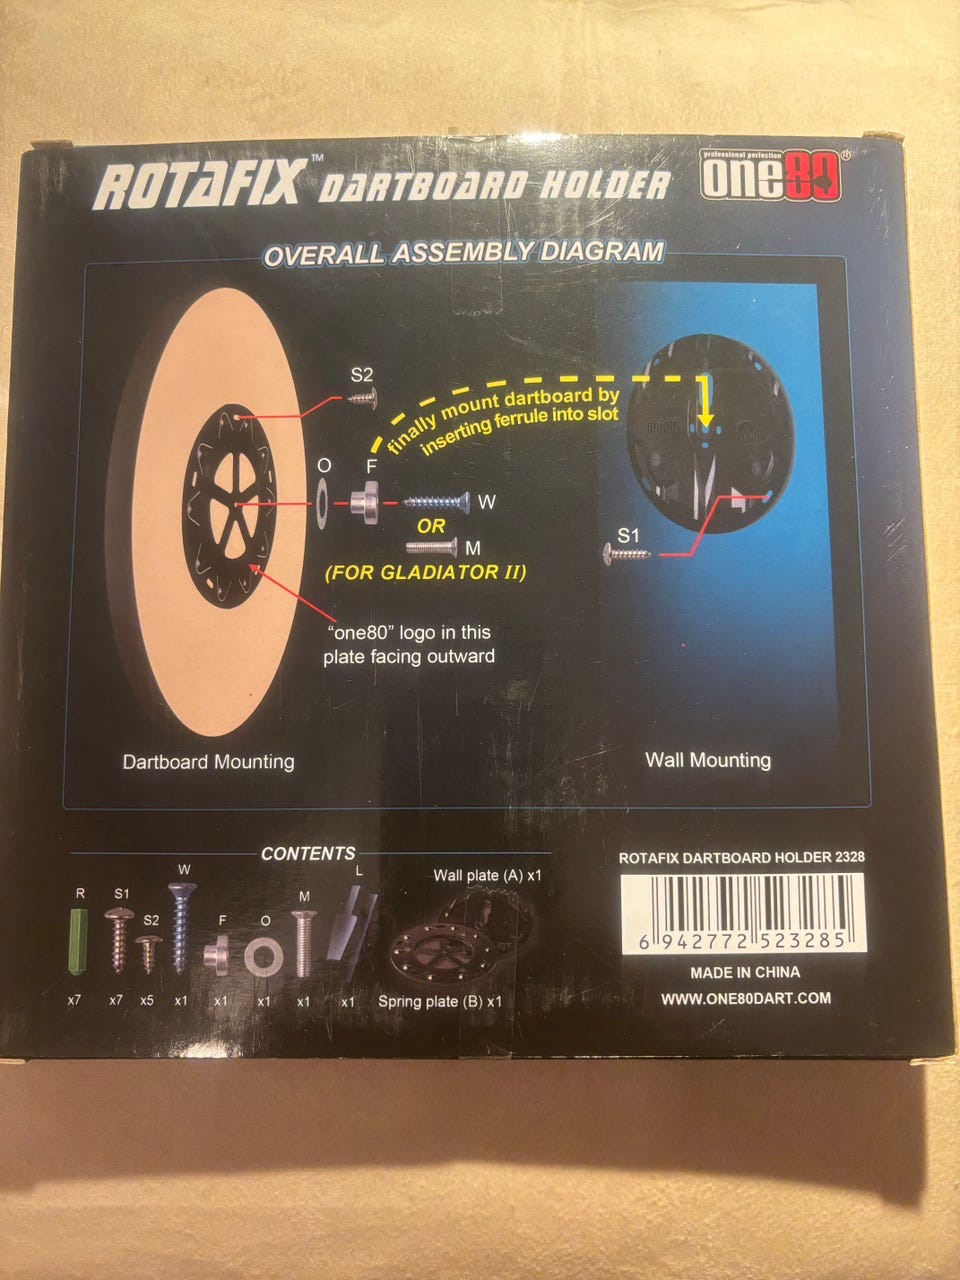 ROTAFIX™ DARTBOARD HOLDER
professional perfection
one80®
OVERALL ASSEMBLY DIAGRAM
S2
finally mount dartboard by
inserting ferrule into slot
O
F
W
OR
M
(FOR GLADIATOR II)
S1
"one80" logo in this
plate facing outward
Dartboard Mounting
Wall Mounting
CONTENTS
R
S1
S2
W
F
O
M
L
x7
x7
x5
x1
x1
x1
x1
x1
Wall plate (A) x1
Spring plate (B) x1
ROTAFIX DARTBOARD HOLDER 2328
6 942772 523285
MADE IN CHINA
WWW.ONE80DART.COM